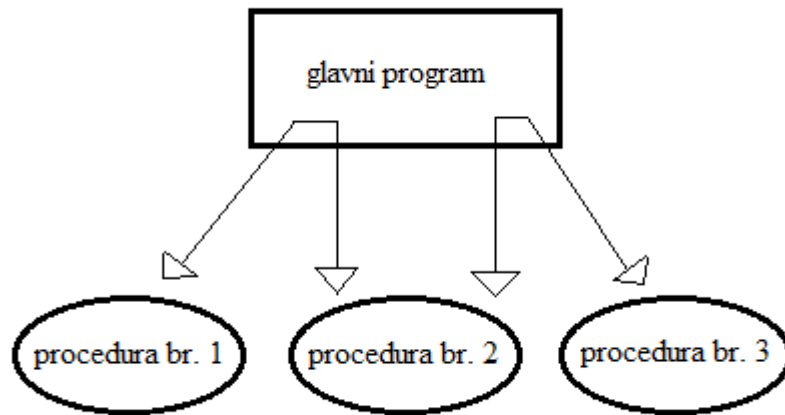 glavni program
procedura br. 1
procedura br. 2
procedura br. 3